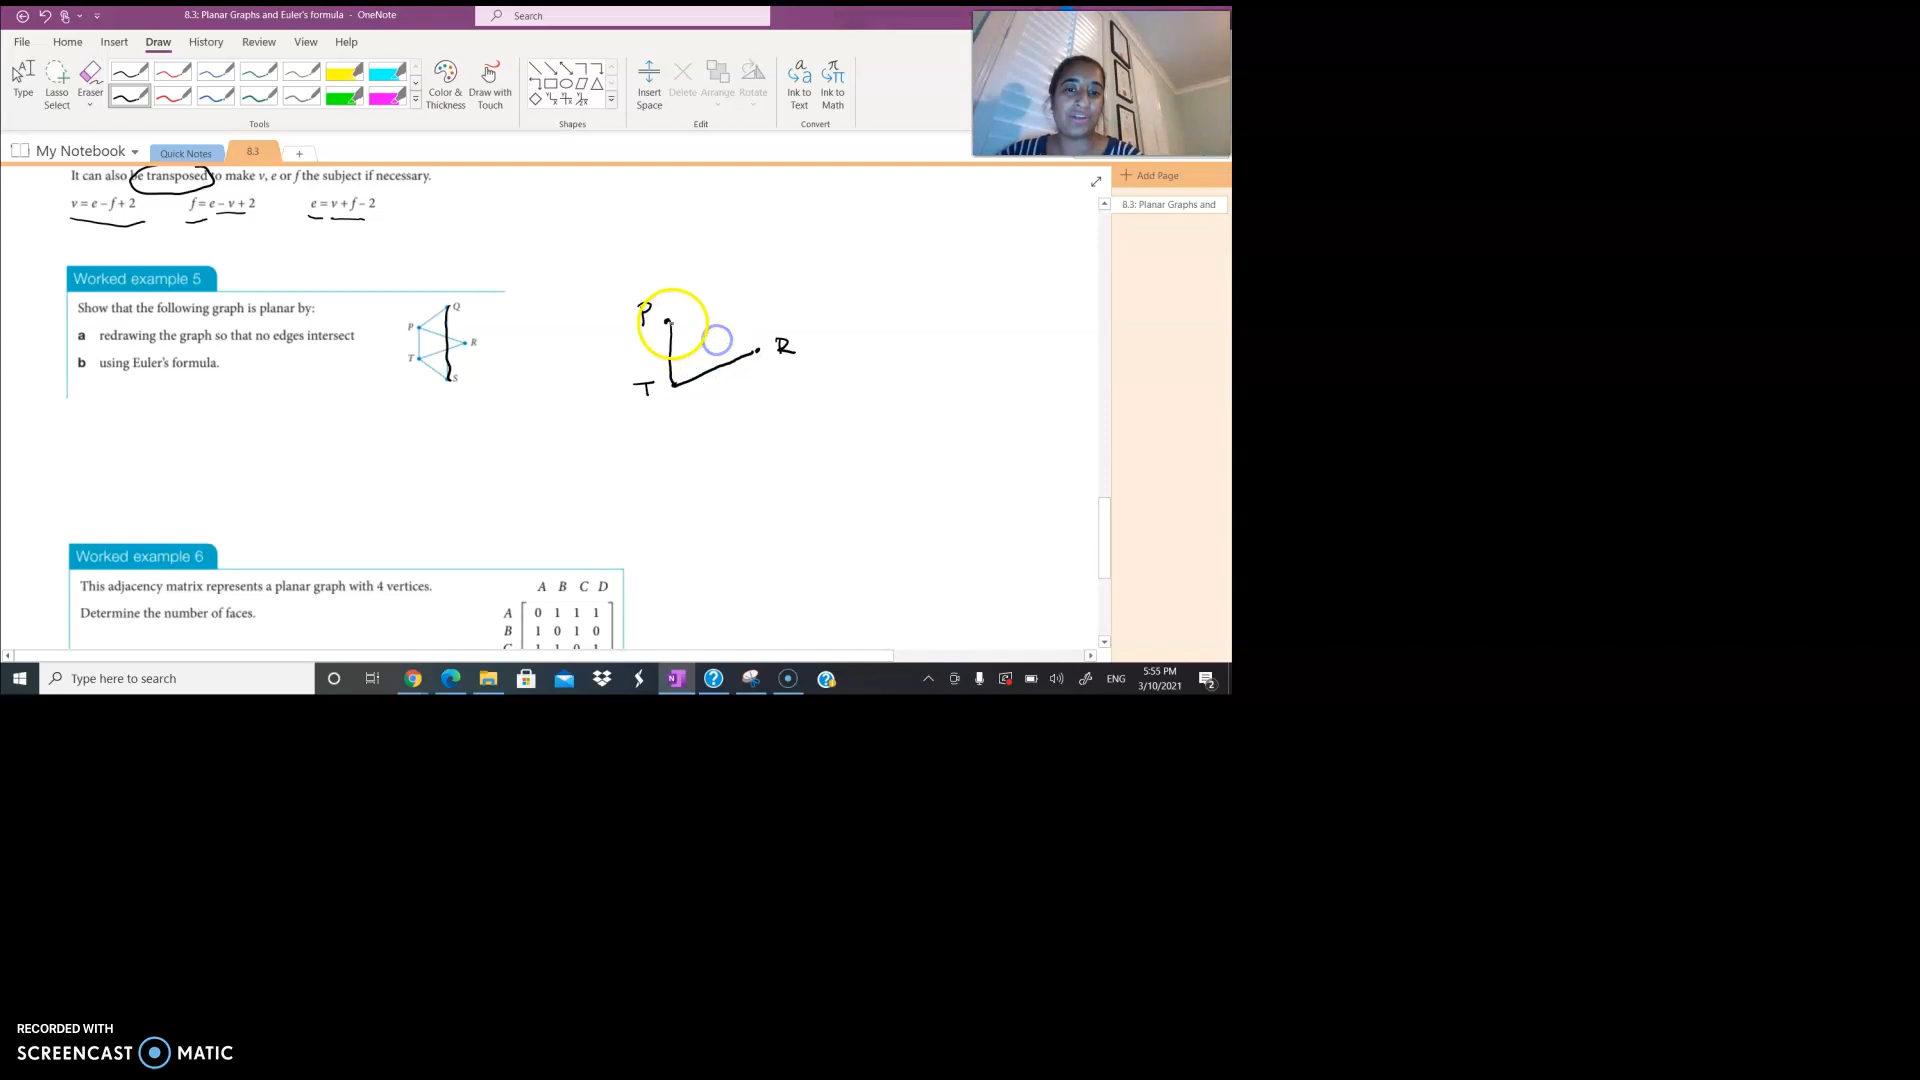 8.3: Planar Graphs and Euler's formula - OneNote
Search
File Home Insert Draw History Review View Help
Type
Lasso Select
Eraser
Color & Thickness
Draw with Touch
Insert Space
Delete
Arrange
Rotate
Ink to Text
Ink to Math
Tools
Shapes
Edit
Convert
My Notebook
Quick Notes
8.3
+
Add Page
8.3: Planar Graphs and
It can also be transposed to make v, e or f the subject if necessary.
v = e – f + 2 f = e – v + 2 e = v + f – 2
Worked example 5
Show that the following graph is planar by:
a redrawing the graph so that no edges intersect
b using Euler's formula.
Q
P
R
T
S
P
R
T
Worked example 6
This adjacency matrix represents a planar graph with 4 vertices.
Determine the number of faces.
A B C D
A 0 1 1 1
B 1 0 1 0
C 1 1 0 1
Type here to search
ENG
5:55 PM
3/10/2021
2
RECORDED WITH
SCREENCAST MATIC